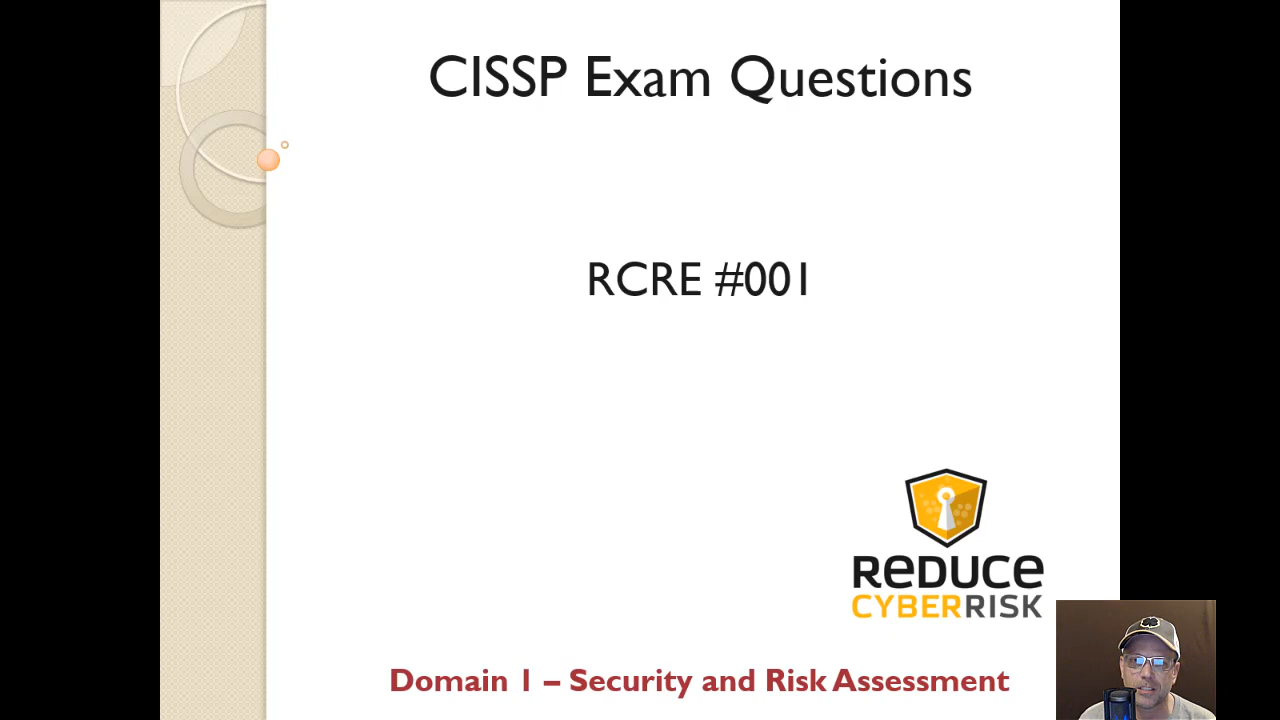 CISSP Exam Questions
RCRE #001
REDUCE
CYBERRISK
Domain 1 – Security and Risk Assessment